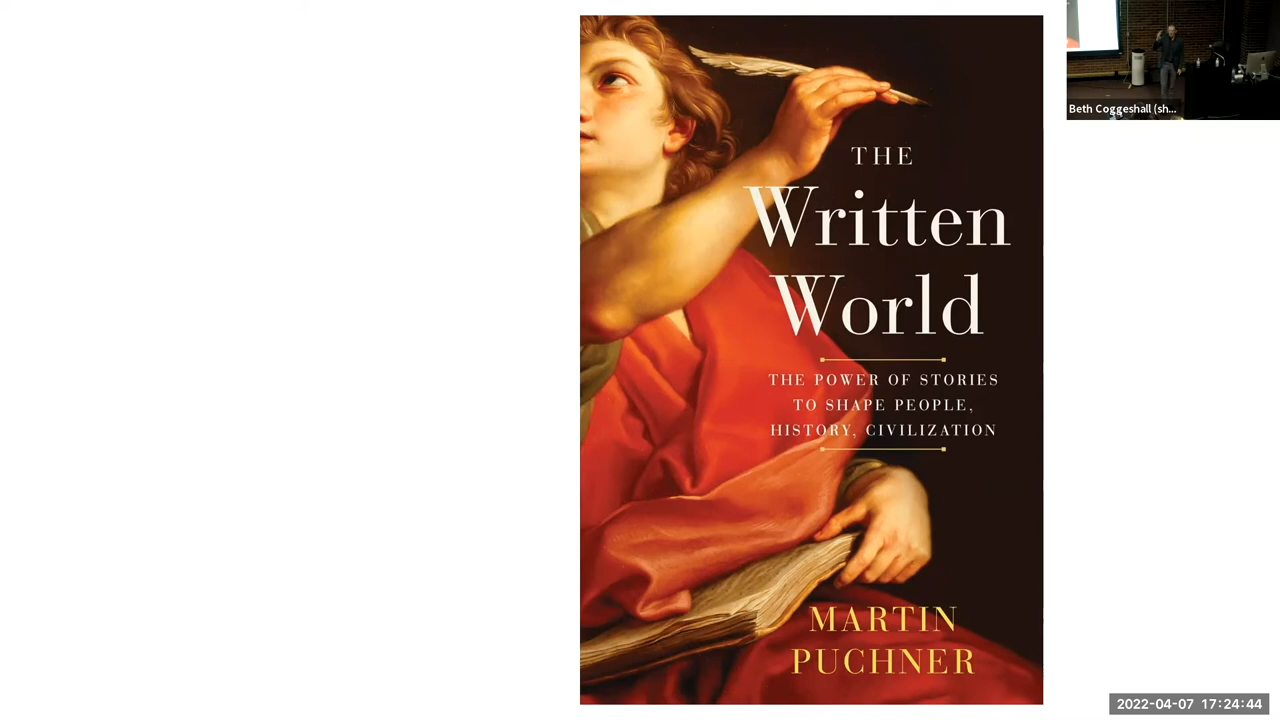 THE
Written
World
THE POWER OF STORIES
TO SHAPE PEOPLE,
HISTORY, CIVILIZATION
MARTIN
PUCHNER
Beth Coggeshall (sh...
2022-04-07 17:24:44